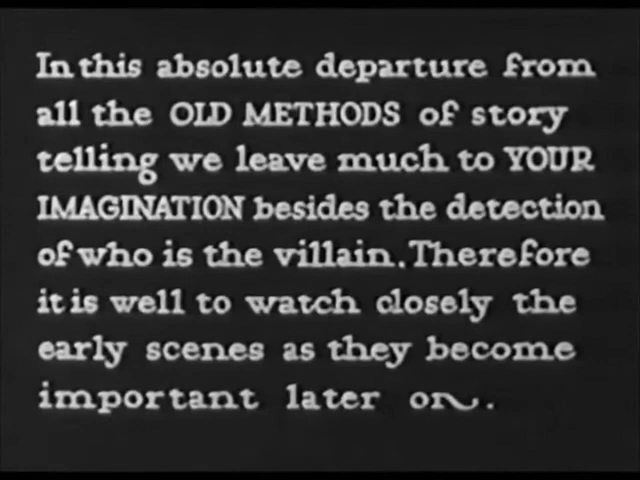 In this absolute departure from
all the OLD METHODS of story
telling we leave much to YOUR
IMAGINATION besides the detection
of who is the villain. Therefore
it is well to watch closely the
early scenes as they become
important later on.